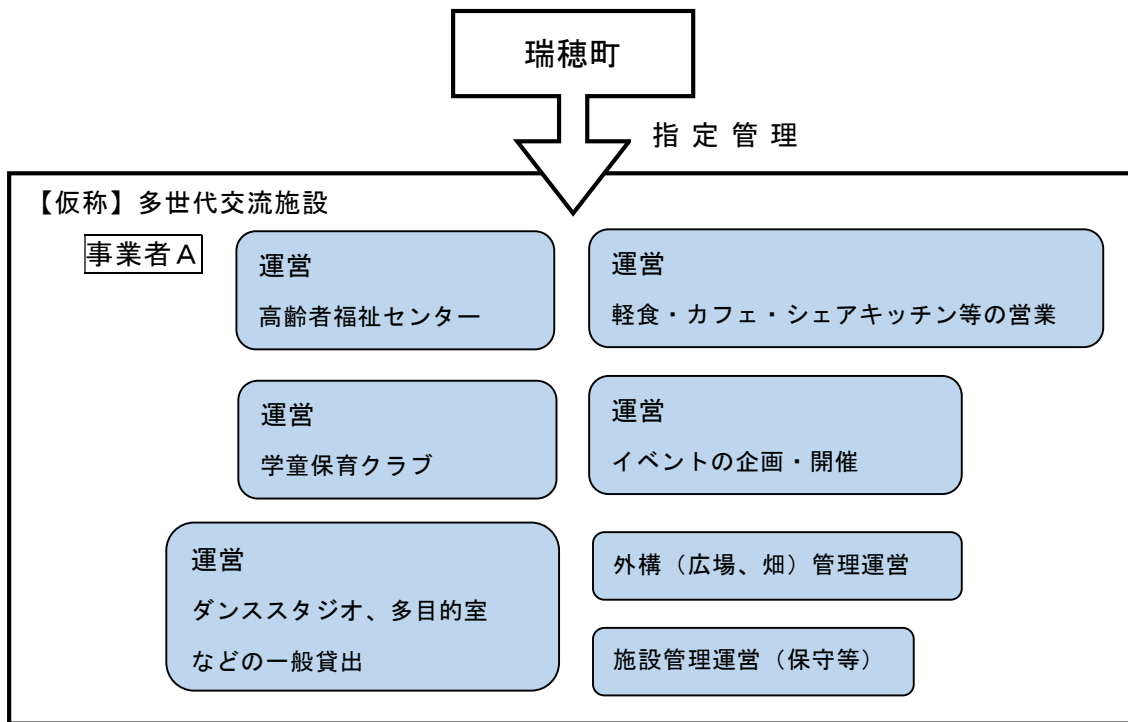 瑞穂町
指定管理
【仮称】多世代交流施設
事業者A
運営
高齢者福祉センター
運営
軽食・カフェ・シェアキッチン等の営業
運営
学童保育クラブ
運営
イベントの企画・開催
運営
ダンススタジオ、多目的室
などの一般貸出
外構（広場、畑）管理運営
施設管理運営（保守等）